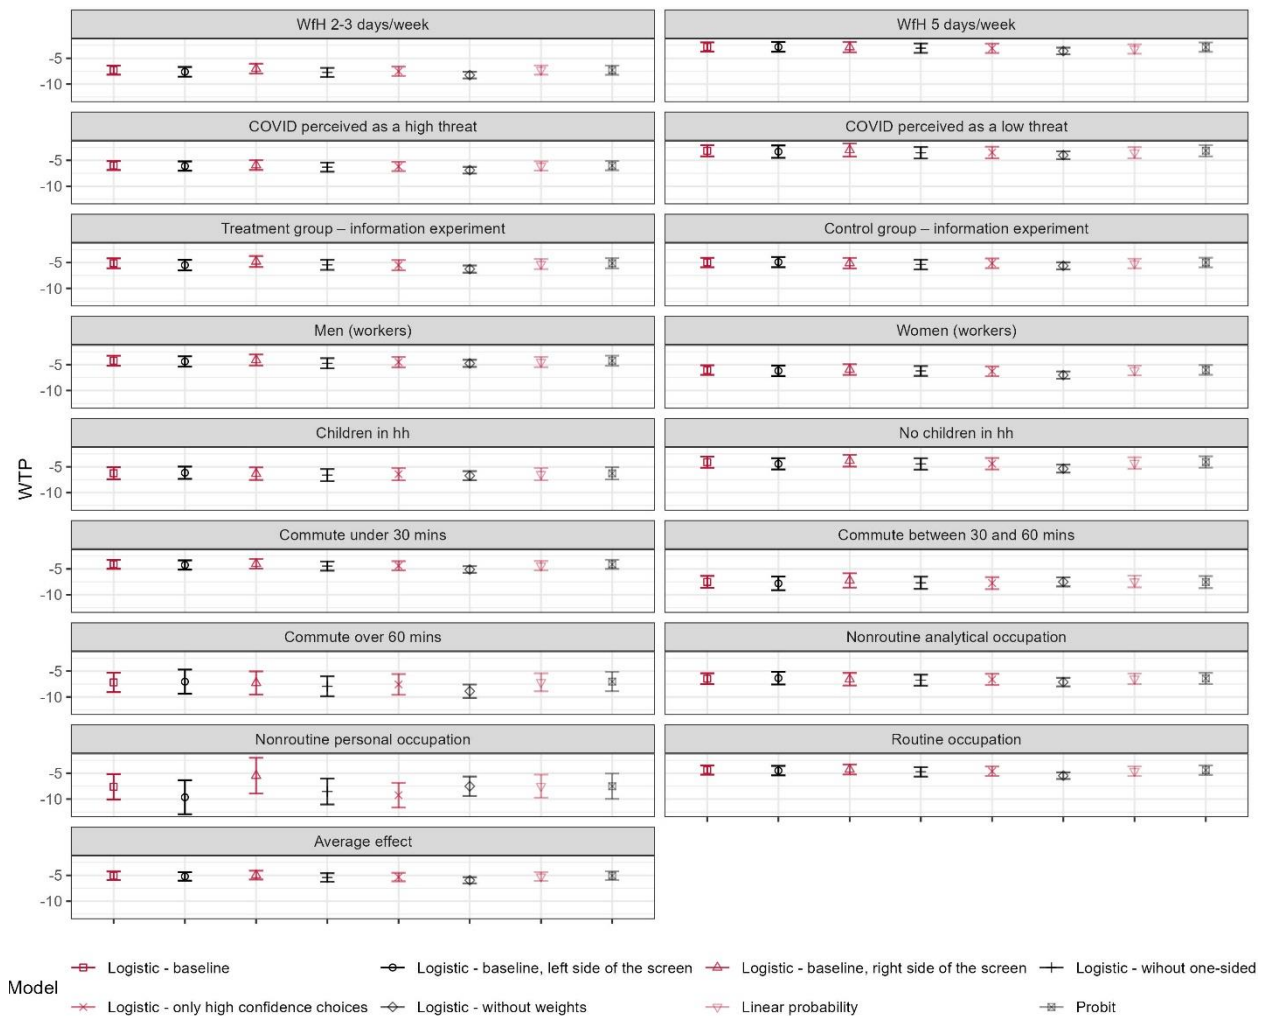 WfH 2-3 days/week
WfH 5 days/week
-5
-10
COVID perceived as a high threat
COVID perceived as a low threat
-5
-10
Treatment group – information experiment
Control group – information experiment
-5
-10
Men (workers)
Women (workers)
-5
-10
Children in hh
No children in hh
WTP
-5
-10
Commute under 30 mins
Commute between 30 and 60 mins
-5
-10
Commute over 60 mins
Nonroutine analytical occupation
-5
-10
Nonroutine personal occupation
Routine occupation
-5
-10
Average effect
-5
-10
Model
Logistic - baseline
Logistic - baseline, left side of the screen
Logistic - baseline, right side of the screen
Logistic - wihout one-sided
Logistic - only high confidence choices
Logistic - without weights
Linear probability
Probit